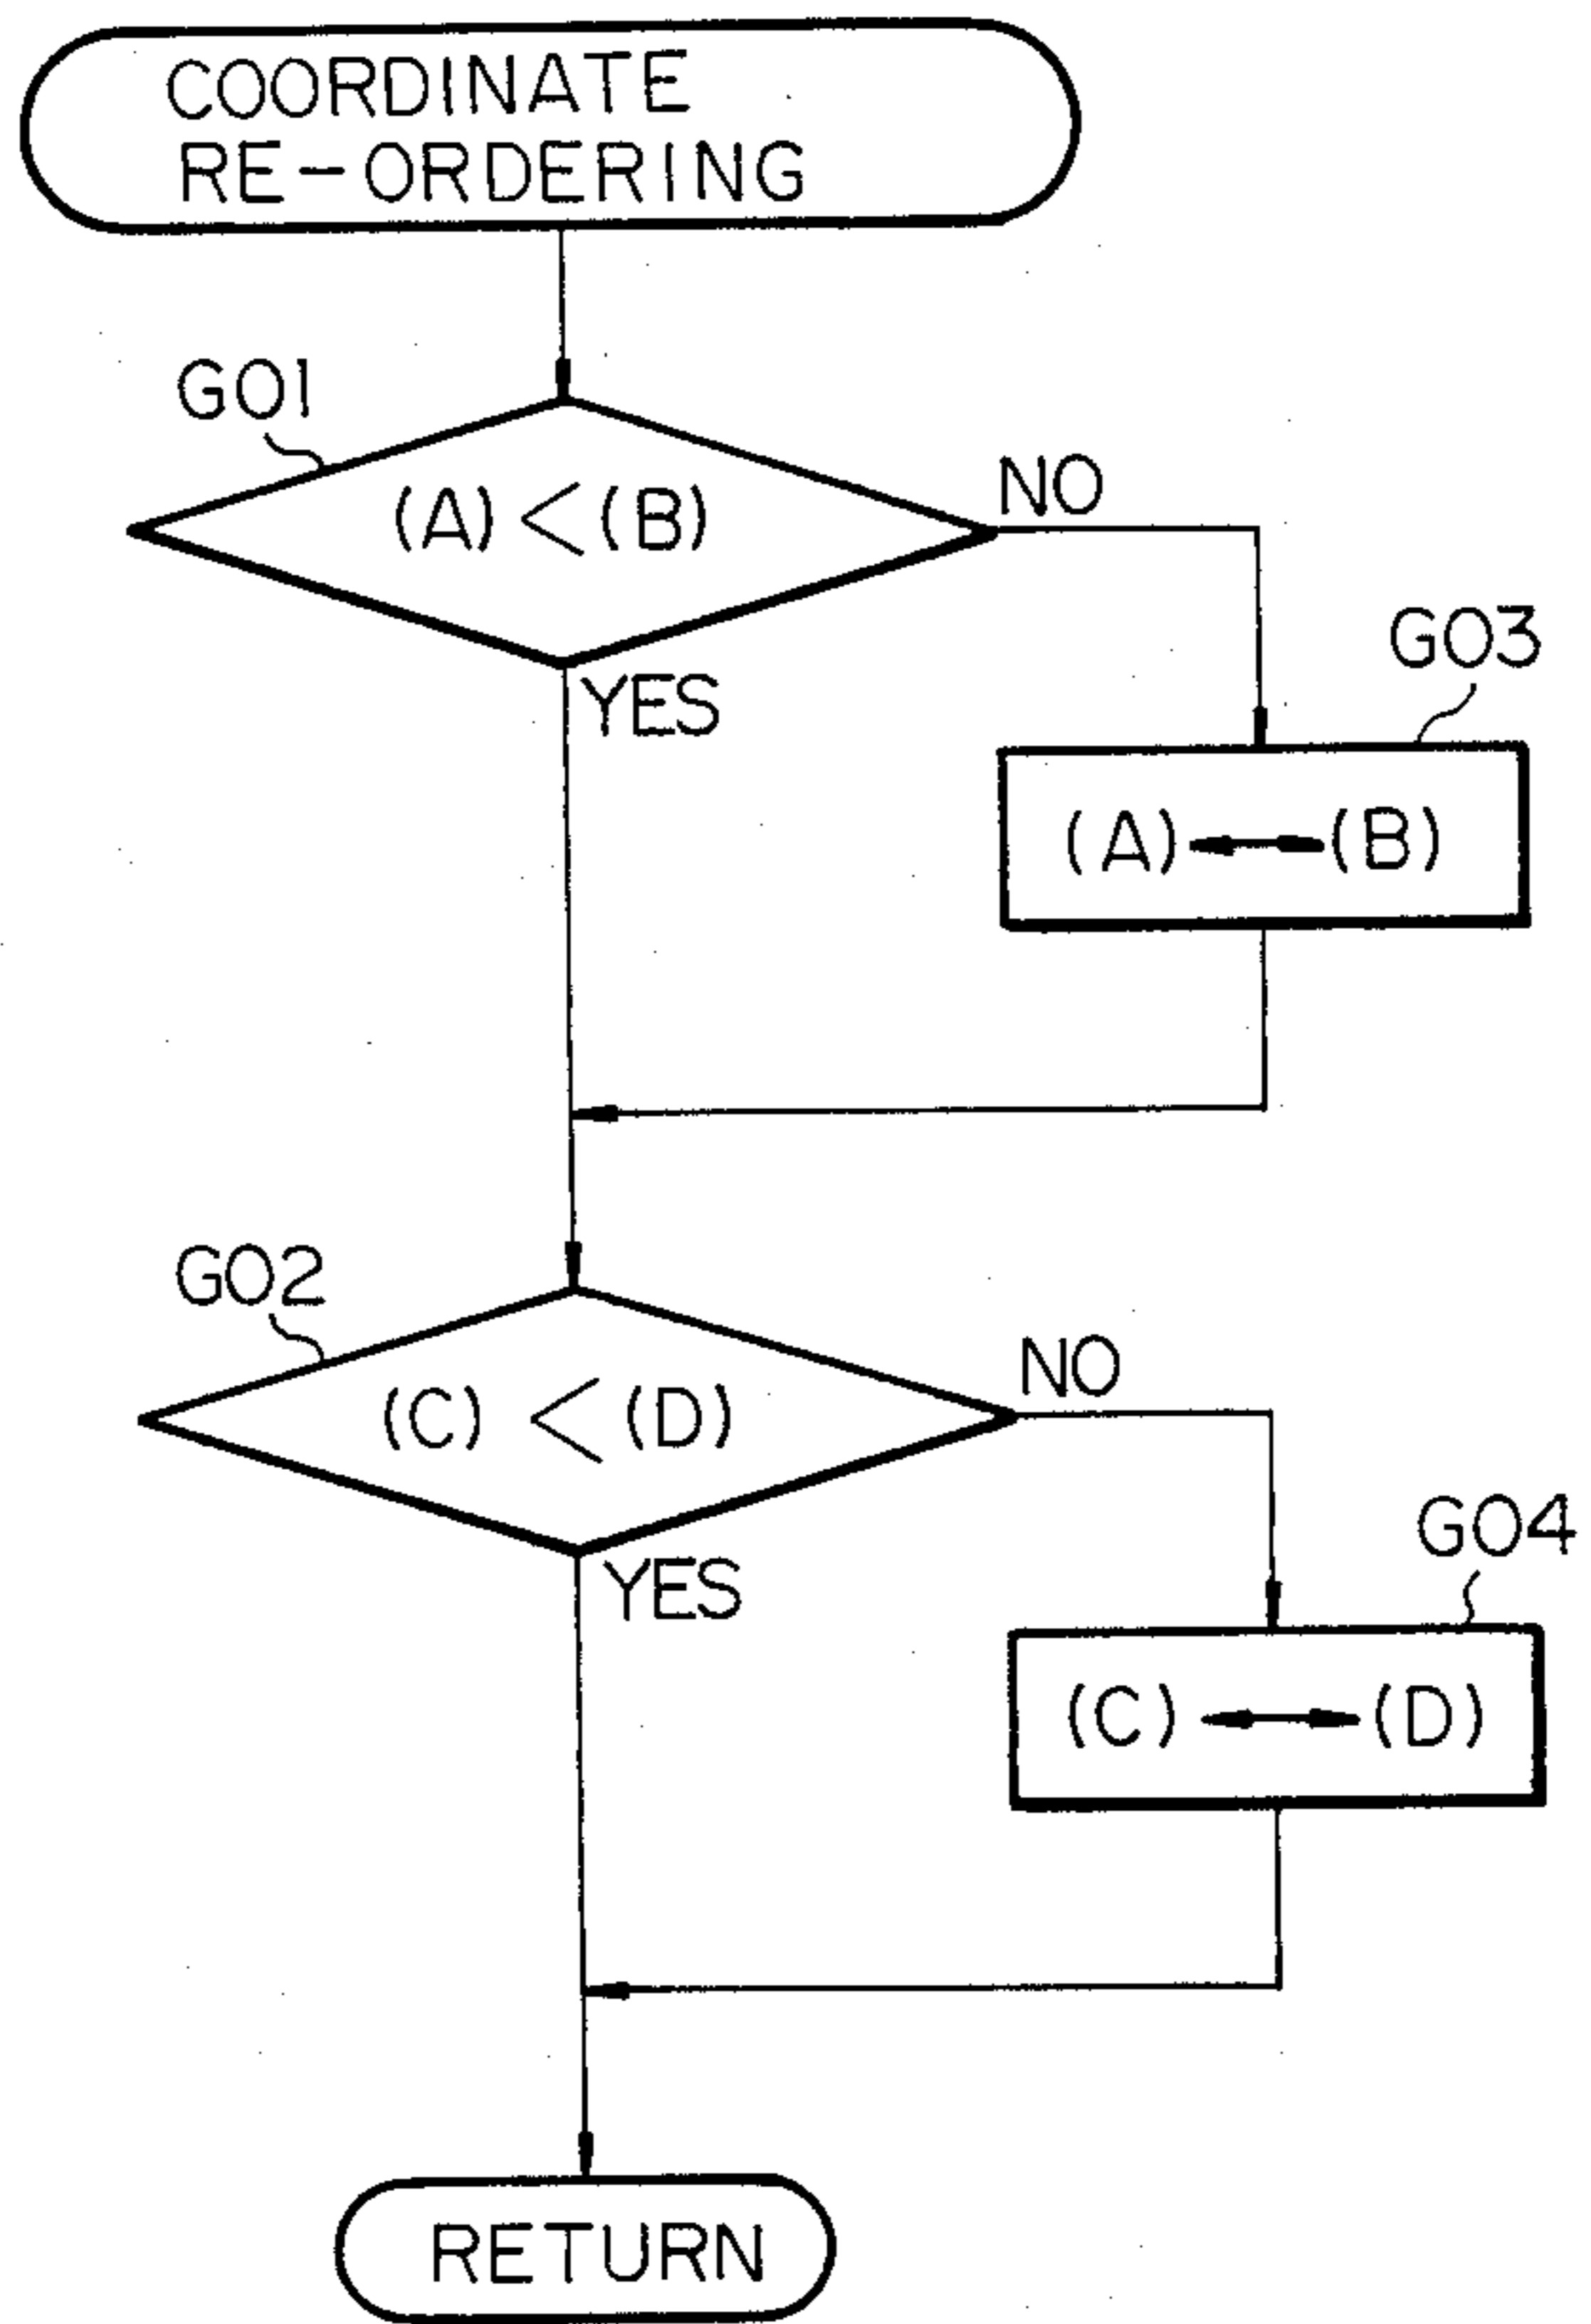 COORDINATE
RE-ORDERING
G01
(A) < (B)
NO
YES
G03
(A) ↔ (B)
G02
(C) < (D)
NO
YES
G04
(C) ↔ (D)
RETURN